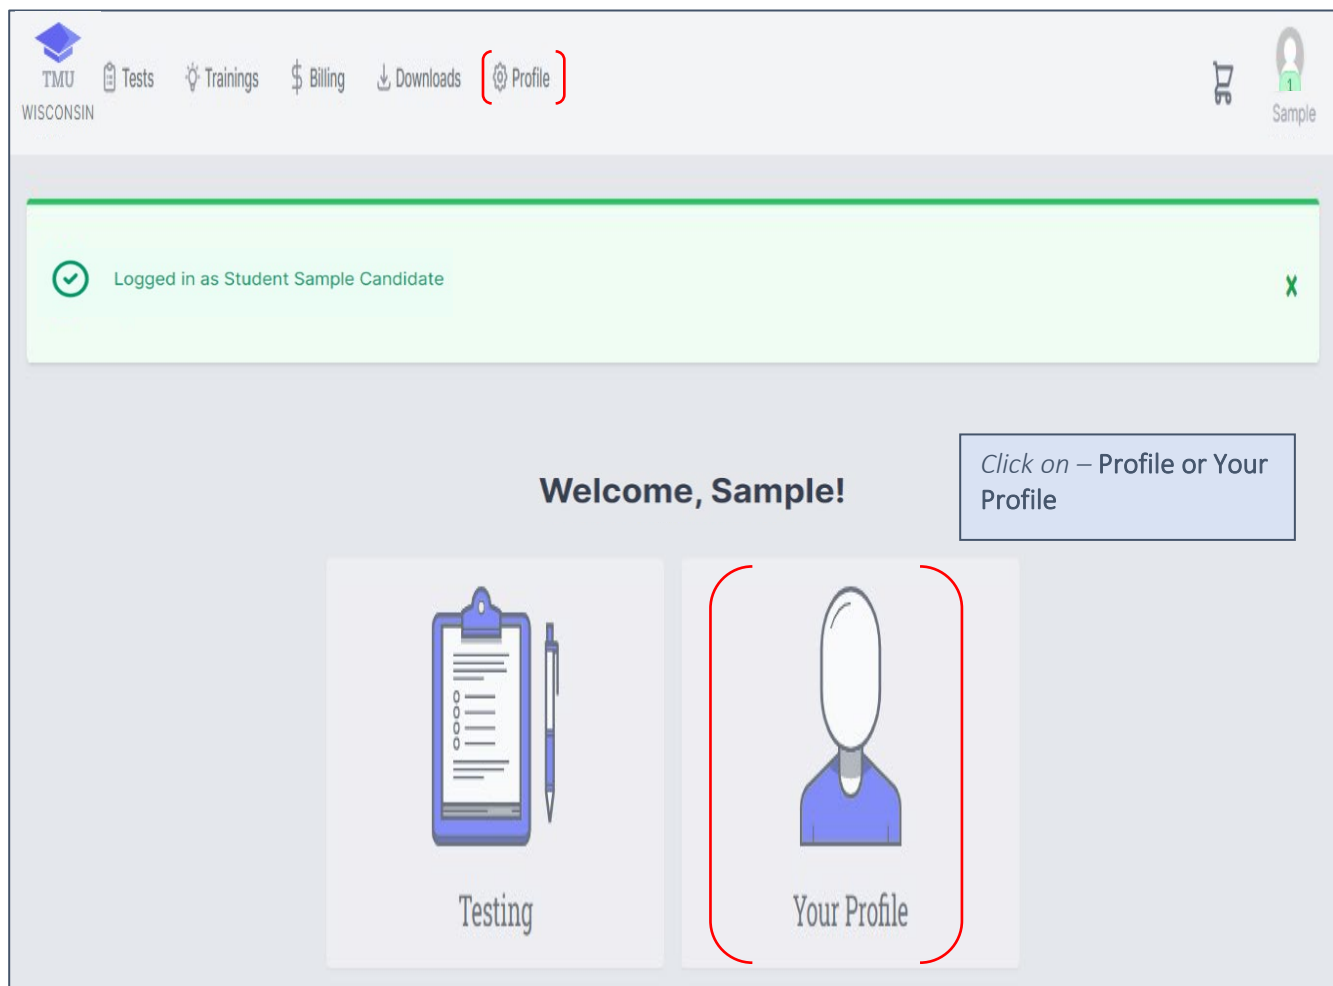 TMU
WISCONSIN
Tests
Trainings
Billing
Downloads
Profile
1
Sample
Logged in as Student Sample Candidate
X
Click on – Profile or Your
Profile
Welcome, Sample!
Testing
Your Profile